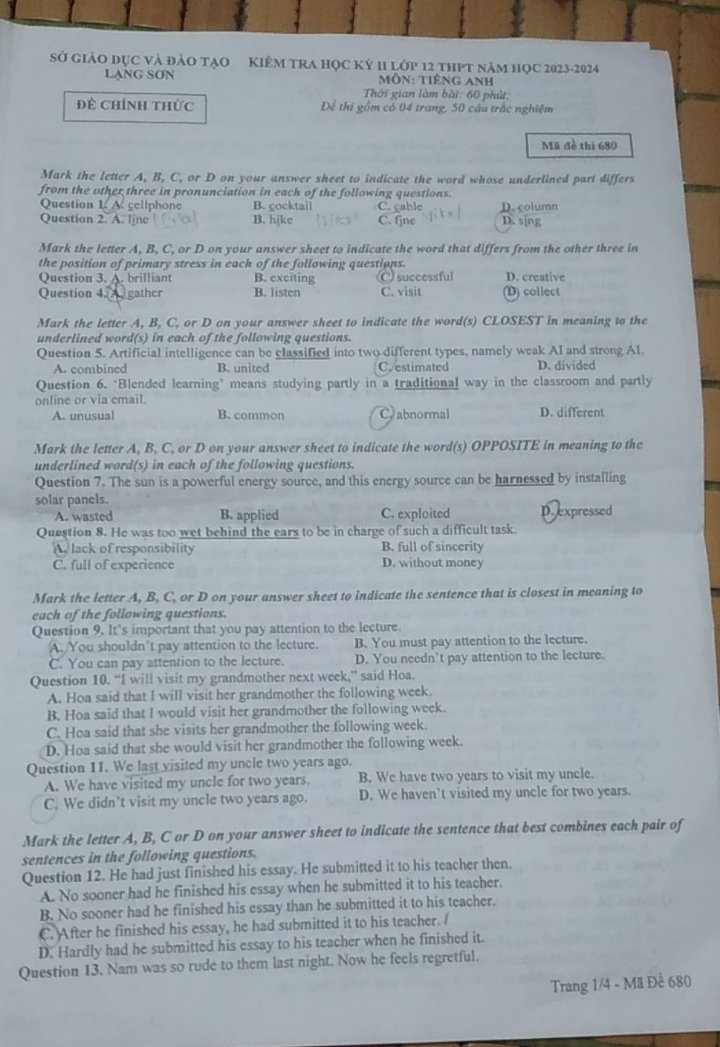 SỞ GIÁO DỤC VÀ ĐÀO TẠO KIỂM TRA HỌC KỲ II LỚP 12 THPT NĂM HỌC 2023-2024
LẠNG SƠN MÔN: TIẾNG ANH
Thời gian làm bài: 60 phút;
ĐỀ CHÍNH THỨC Đề thi gồm có 04 trang, 50 câu trắc nghiệm
Mã đề thi 680
Mark the letter A, B, C, or D on your answer sheet to indicate the word whose underlined part differs
from the other three in pronunciation in each of the following questions.
Question 1. A. cellphone B. cocktail C. cable D. column
Question 2. A. line B. hike C. fine D. sing
Mark the letter A, B, C, or D on your answer sheet to indicate the word that differs from the other three in
the position of primary stress in each of the following questions.
Question 3. A. brilliant B. exciting C. successful D. creative
Question 4. A. gather B. listen C. visit D. collect
Mark the letter A, B, C, or D on your answer sheet to indicate the word(s) CLOSEST in meaning to the
underlined word(s) in each of the following questions.
Question 5. Artificial intelligence can be classified into two different types, namely weak AI and strong AI.
A. combined B. united C. estimated D. divided
Question 6. ‘Blended learning’ means studying partly in a traditional way in the classroom and partly
online or via email.
A. unusual B. common C. abnormal D. different
Mark the letter A, B, C, or D on your answer sheet to indicate the word(s) OPPOSITE in meaning to the
underlined word(s) in each of the following questions.
Question 7. The sun is a powerful energy source, and this energy source can be harnessed by installing
solar panels.
A. wasted B. applied C. exploited D. expressed
Question 8. He was too wet behind the ears to be in charge of such a difficult task.
A. lack of responsibility B. full of sincerity
C. full of experience D. without money
Mark the letter A, B, C, or D on your answer sheet to indicate the sentence that is closest in meaning to
each of the following questions.
Question 9. It's important that you pay attention to the lecture.
A. You shouldn't pay attention to the lecture. B. You must pay attention to the lecture.
C. You can pay attention to the lecture. D. You needn't pay attention to the lecture.
Question 10. “I will visit my grandmother next week,” said Hoa.
A. Hoa said that I will visit her grandmother the following week.
B. Hoa said that I would visit her grandmother the following week.
C. Hoa said that she visits her grandmother the following week.
D. Hoa said that she would visit her grandmother the following week.
Question 11. We last visited my uncle two years ago.
A. We have visited my uncle for two years. B. We have two years to visit my uncle.
C. We didn't visit my uncle two years ago. D. We haven't visited my uncle for two years.
Mark the letter A, B, C or D on your answer sheet to indicate the sentence that best combines each pair of
sentences in the following questions.
Question 12. He had just finished his essay. He submitted it to his teacher then.
A. No sooner had he finished his essay when he submitted it to his teacher.
B. No sooner had he finished his essay than he submitted it to his teacher.
C. After he finished his essay, he had submitted it to his teacher.
D. Hardly had he submitted his essay to his teacher when he finished it.
Question 13. Nam was so rude to them last night. Now he feels regretful.
Trang 1/4 - Mã Đề 680